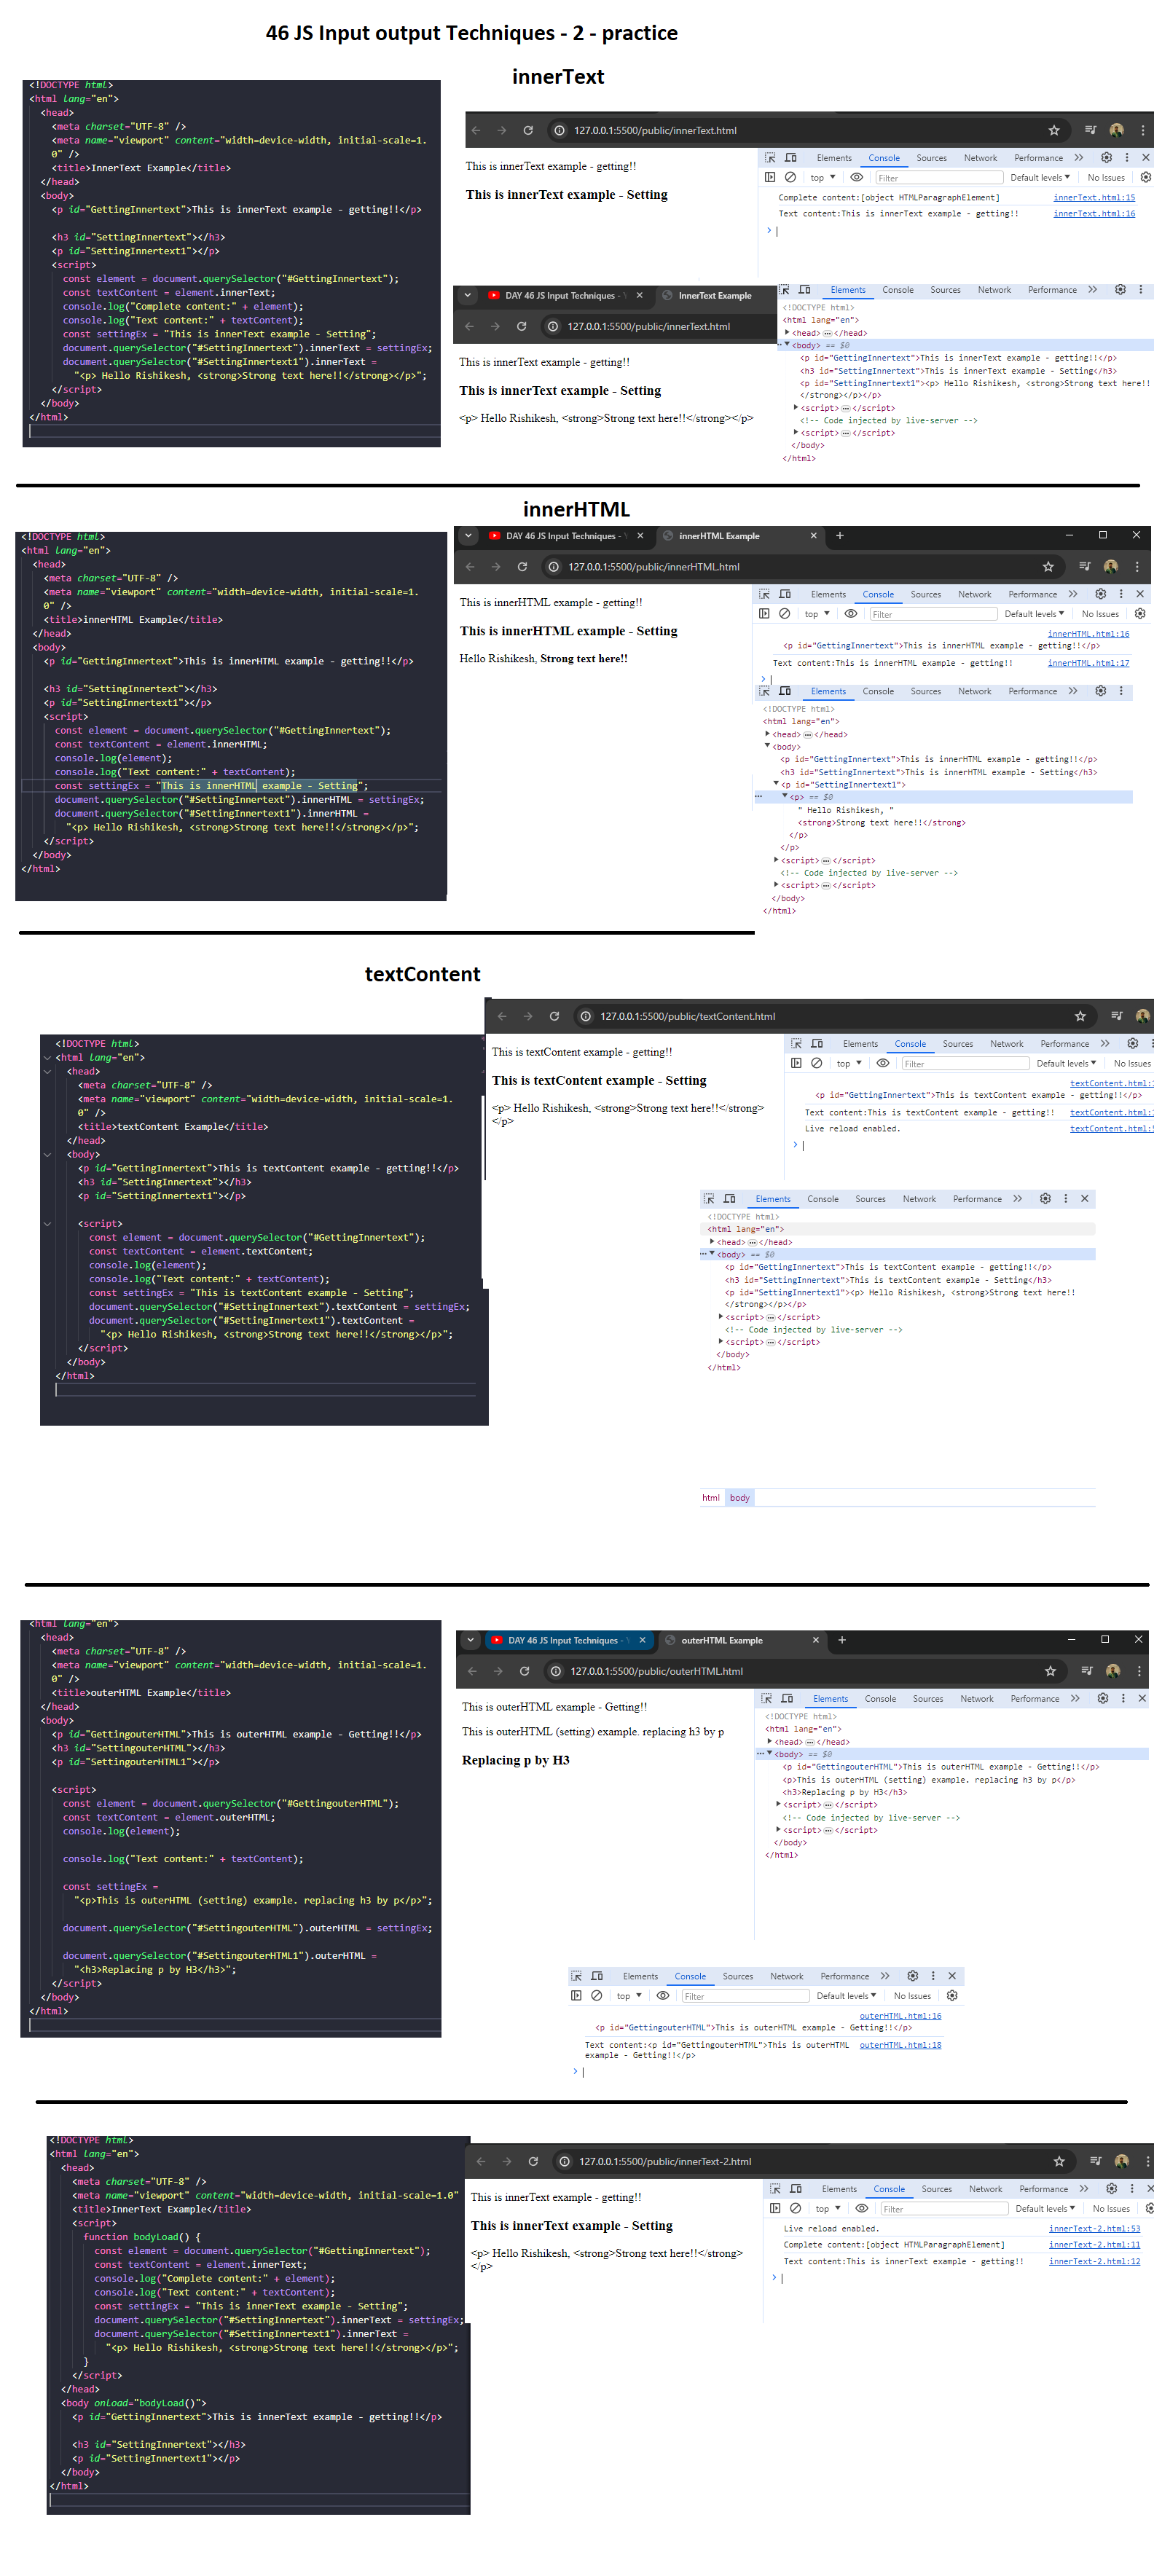 46 JS Input output Techniques - 2 - practice
innerText
<!DOCTYPE html>
<html lang="en">
<head>
<meta charset="UTF-8" />
<meta name="viewport" content="width=device-width, initial-scale=1.
0" />
<title>InnerText Example</title>
</head>
<body>
<p id="GettingInnertext">This is innerText example - getting!!</p>
<h3 id="SettingInnertext"></h3>
<p id="SettingInnertext1"></p>
<script>
const element = document.querySelector("#GettingInnertext");
const textContent = element.innerText;
console.log("Complete content:" + element);
console.log("Text content:" + textContent);
const settingEx = "This is innerText example - Setting";
document.querySelector("#SettingInnertext").innerText = settingEx;
document.querySelector("#SettingInnertext1").innerText =
"<p> Hello Rishikesh, <strong>Strong text here!!</strong></p>";
</script>
</body>
</html>
127.0.0.1:5500/public/innerText.html
This is innerText example - getting!!
This is innerText example - Setting
Elements Console Sources Network Performance
top Filter Default levels No Issues
Complete content:[object HTMLParagraphElement] innerText.html:15
Text content:This is innerText example - getting!! innerText.html:16
DAY 46 JS Input Techniques - InnerText Example
127.0.0.1:5500/public/innerText.html
This is innerText example - getting!!
This is innerText example - Setting
<p> Hello Rishikesh, <strong>Strong text here!!</strong></p>
Elements Console Sources Network Performance
<!DOCTYPE html>
<html lang="en">
<head> </head>
<body> == $0
<p id="GettingInnertext">This is innerText example - getting!!</p>
<h3 id="SettingInnertext">This is innerText example - Setting</h3>
<p id="SettingInnertext1"><p> Hello Rishikesh, <strong>Strong text here!!
</strong></p></p>
<script> </script>
<!-- Code injected by live-server -->
<script> </script>
</body>
</html>
innerHTML
<!DOCTYPE html>
<html lang="en">
<head>
<meta charset="UTF-8" />
<meta name="viewport" content="width=device-width, initial-scale=1.
0" />
<title>innerHTML Example</title>
</head>
<body>
<p id="GettingInnertext">This is innerHTML example - getting!!</p>
<h3 id="SettingInnertext"></h3>
<p id="SettingInnertext1"></p>
<script>
const element = document.querySelector("#GettingInnertext");
const textContent = element.innerHTML;
console.log(element);
console.log("Text content:" + textContent);
const settingEx = "This is innerHTML example - Setting";
document.querySelector("#SettingInnertext").innerHTML = settingEx;
document.querySelector("#SettingInnertext1").innerHTML =
"<p> Hello Rishikesh, <strong>Strong text here!!</strong></p>";
</script>
</body>
</html>
DAY 46 JS Input Techniques - innerHTML Example
127.0.0.1:5500/public/innerHTML.html
This is innerHTML example - getting!!
This is innerHTML example - Setting
Hello Rishikesh, Strong text here!!
Elements Console Sources Network Performance
top Filter Default levels No Issues
innerHTML.html:16
<p id="GettingInnertext">This is innerHTML example - getting!!</p>
Text content:This is innerHTML example - getting!! innerHTML.html:17
Elements Console Sources Network Performance
<!DOCTYPE html>
<html lang="en">
<head> </head>
<body>
<p id="GettingInnertext">This is innerHTML example - getting!!</p>
<h3 id="SettingInnertext">This is innerHTML example - Setting</h3>
<p id="SettingInnertext1">
<p> == $0
" Hello Rishikesh, "
<strong>Strong text here!!</strong>
</p>
</p>
<script> </script>
<!-- Code injected by live-server -->
<script> </script>
</body>
</html>
textContent
<!DOCTYPE html>
<html lang="en">
<head>
<meta charset="UTF-8" />
<meta name="viewport" content="width=device-width, initial-scale=1.
0" />
<title>textContent Example</title>
</head>
<body>
<p id="GettingInnertext">This is textContent example - getting!!</p>
<h3 id="SettingInnertext"></h3>
<p id="SettingInnertext1"></p>
<script>
const element = document.querySelector("#GettingInnertext");
const textContent = element.textContent;
console.log(element);
console.log("Text content:" + textContent);
const settingEx = "This is textContent example - Setting";
document.querySelector("#SettingInnertext").textContent = settingEx;
document.querySelector("#SettingInnertext1").textContent =
"<p> Hello Rishikesh, <strong>Strong text here!!</strong></p>";
</script>
</body>
</html>
127.0.0.1:5500/public/textContent.html
This is textContent example - getting!!
This is textContent example - Setting
<p> Hello Rishikesh, <strong>Strong text here!!</strong>
</p>
Elements Console Sources Network Performance
top Filter Default levels No Issues
textContent.html:
<p id="GettingInnertext">This is textContent example - getting!!</p>
Text content:This is textContent example - getting!! textContent.html:
Live reload enabled. textContent.html:
Elements Console Sources Network Performance
<!DOCTYPE html>
<html lang="en">
<head> </head>
<body> == $0
<p id="GettingInnertext">This is textContent example - getting!!</p>
<h3 id="SettingInnertext">This is textContent example - Setting</h3>
<p id="SettingInnertext1"><p> Hello Rishikesh, <strong>Strong text here!!
</strong></p></p>
<script> </script>
<!-- Code injected by live-server -->
<script> </script>
</body>
</html>
html body
<html lang="en">
<head>
<meta charset="UTF-8" />
<meta name="viewport" content="width=device-width, initial-scale=1.
0" />
<title>outerHTML Example</title>
</head>
<body>
<p id="GettingouterHTML">This is outerHTML example - Getting!!</p>
<h3 id="SettingouterHTML"></h3>
<p id="SettingouterHTML1"></p>
<script>
const element = document.querySelector("#GettingouterHTML");
const textContent = element.outerHTML;
console.log(element);
console.log("Text content:" + textContent);
const settingEx =
"<p>This is outerHTML (setting) example. replacing h3 by p</p>";
document.querySelector("#SettingouterHTML").outerHTML = settingEx;
document.querySelector("#SettingouterHTML1").outerHTML =
"<h3>Replacing p by H3</h3>";
</script>
</body>
</html>
DAY 46 JS Input Techniques - outerHTML Example
127.0.0.1:5500/public/outerHTML.html
This is outerHTML example - Getting!!
This is outerHTML (setting) example. replacing h3 by p
Replacing p by H3
Elements Console Sources Network Performance
<!DOCTYPE html>
<html lang="en">
<head> </head>
<body> == $0
<p id="GettingouterHTML">This is outerHTML example - Getting!!</p>
<p>This is outerHTML (setting) example. replacing h3 by p</p>
<h3>Replacing p by H3</h3>
<script> </script>
<!-- Code injected by live-server -->
<script> </script>
</body>
</html>
Elements Console Sources Network Performance
top Filter Default levels No Issues
outerHTML.html:16
<p id="GettingouterHTML">This is outerHTML example - Getting!!</p>
Text content:<p id="GettingouterHTML">This is outerHTML outerHTML.html:18
example - Getting!!</p>
<!DOCTYPE html>
<html lang="en">
<head>
<meta charset="UTF-8" />
<meta name="viewport" content="width=device-width, initial-scale=1.0"
<title>InnerText Example</title>
<script>
function bodyLoad() {
const element = document.querySelector("#GettingInnertext");
const textContent = element.innerText;
console.log("Complete content:" + element);
console.log("Text content:" + textContent);
const settingEx = "This is innerText example - Setting";
document.querySelector("#SettingInnertext").innerText = settingEx;
document.querySelector("#SettingInnertext1").innerText =
"<p> Hello Rishikesh, <strong>Strong text here!!</strong></p>";
}
</script>
</head>
<body onload="bodyLoad()">
<p id="GettingInnertext">This is innerText example - getting!!</p>
<h3 id="SettingInnertext"></h3>
<p id="SettingInnertext1"></p>
</body>
</html>
127.0.0.1:5500/public/innerText-2.html
This is innerText example - getting!!
This is innerText example - Setting
<p> Hello Rishikesh, <strong>Strong text here!!</strong>
</p>
Elements Console Sources Network Performance
top Filter Default levels No Issues
Live reload enabled. innerText-2.html:53
Complete content:[object HTMLParagraphElement] innerText-2.html:11
Text content:This is innerText example - getting!! innerText-2.html:12